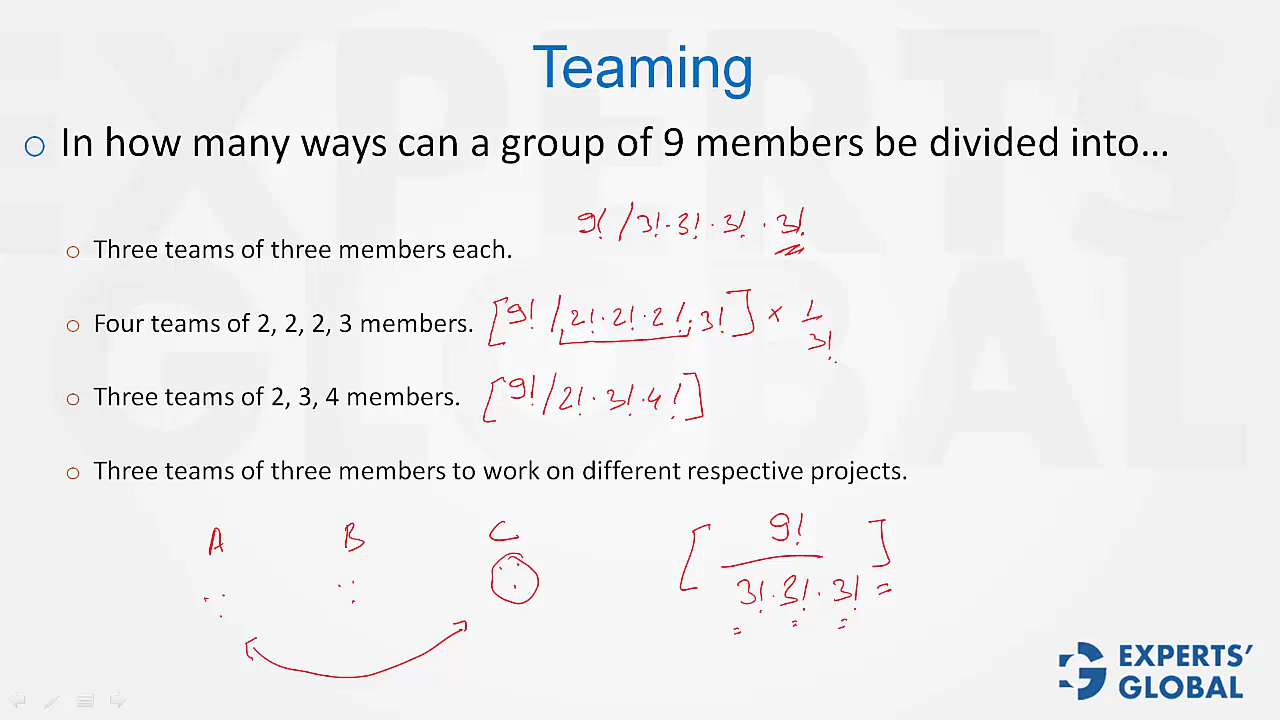 Teaming
In how many ways can a group of 9 members be divided into...
9! / 3! · 3! · 3! · 3!
Three teams of three members each.
Four teams of 2, 2, 2, 3 members. [9! / 2! · 2! · 2! · 3!] × 1/3!
Three teams of 2, 3, 4 members. [9! / 2! · 3! · 4!]
Three teams of three members to work on different respective projects.
A B C [9! / 3! · 3! · 3!] =
EXPERTS'
GLOBAL